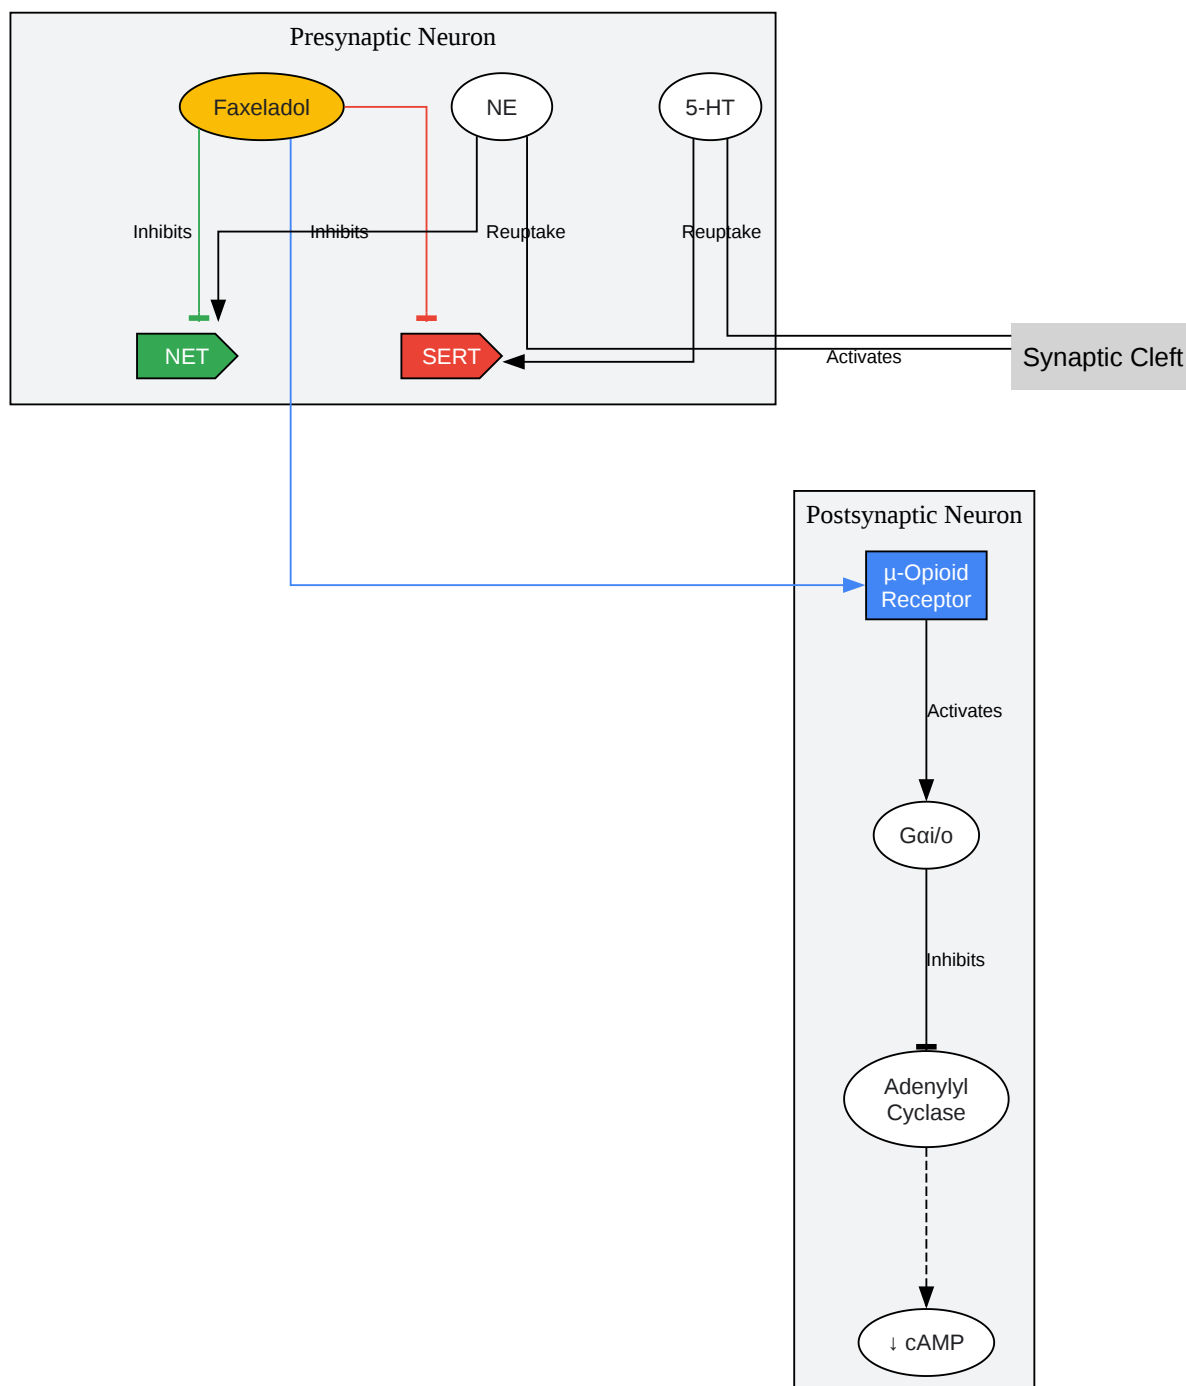 Presynaptic Neuron
Faxeladol
NE
5-HT
Inhibits
Inhibits
Reuptake
Reuptake
NET
SERT
Activates
Synaptic Cleft
Postsynaptic Neuron
µ-Opioid
Receptor
Activates
Gαi/o
Inhibits
Adenylyl
Cyclase
↓ cAMP